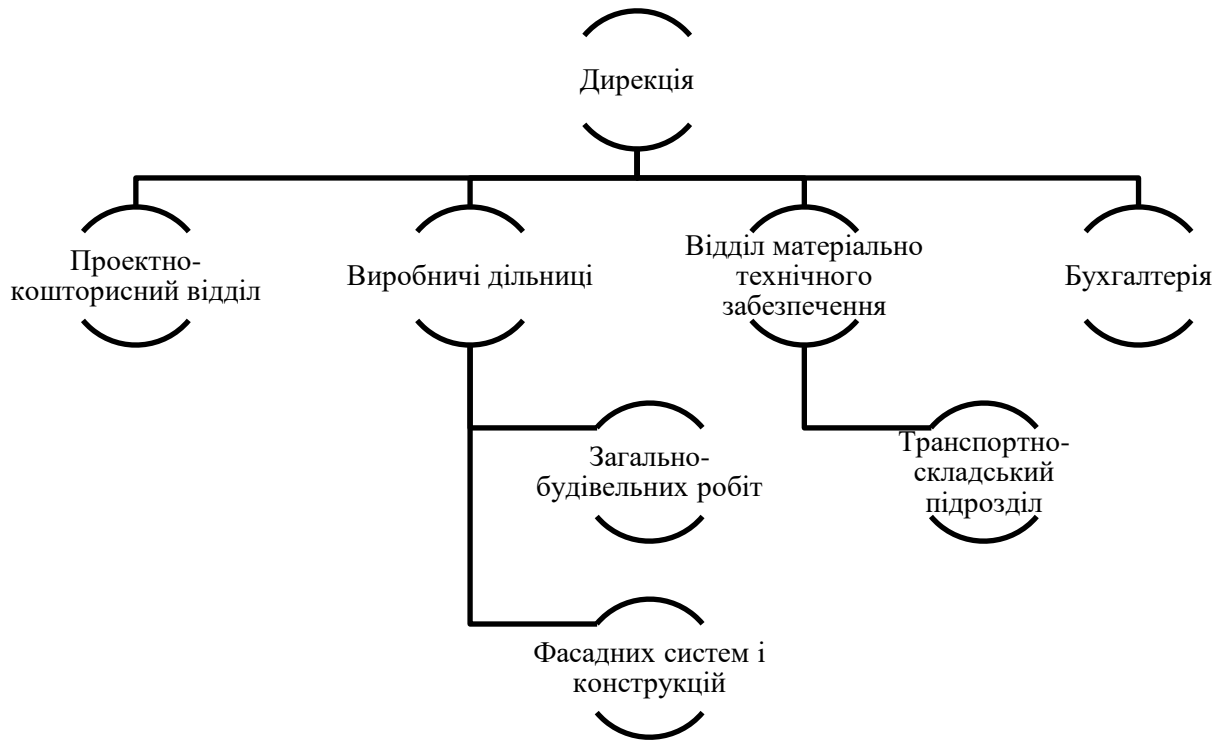 Дирекція
Проектно-
кошторисний відділ
Виробничі дільниці
Відділ матеріально
технічного
забезпечення
Бухгалтерія
Загально-
будівельних робіт
Транспортно-
складський
підрозділ
Фасадних систем і
конструкцій